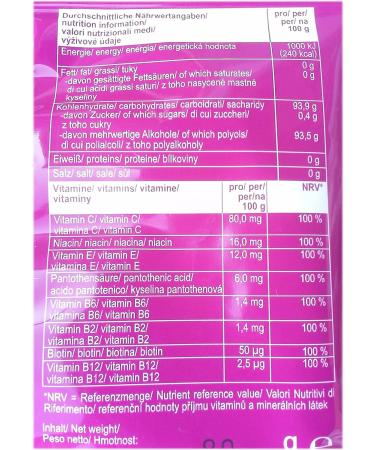 Durchschnittliche Nährwertangaben/ pro/ per/
nutrition information/ per/ na
valori nutrizionali medi/ 100 g
výživové údaje
Energie/ energy/ energia/ energetická hodnota 1000 KJ
(240 kcal)
Fett/ fat/ grassi/ tuky 0 g
-davon gesättigte Fettsäuren/ of which saturates/ 0 g
di cui acidi grassi saturi/ z toho nasycené mastné
kyseliny
Kohlenhydrate/ carbohydrates/ carboidrati/ sacharidy 93,9 g
-davon Zucker/ of which sugars/ di cui zuccheri/ 0,4 g
z toho cukry
-davon mehrwertige Alkohole/ of which polyols/ 93,5 g
di cui polialcoli/ z toho polyalkoholy
Eiweiß/ proteins/ proteine/ bílkoviny 0 g
Salz/ salt/ sale/ sůl 0 g
Vitamine/ vitamins/ vitamine/ pro/ per/ NRV*
vitaminy per/na
100 g
Vitamin C/ vitamin C/ 80,0 mg 100 %
vitamina C/ vitamin C
Niacin/ niacin/ niacina/ niacin 16,0 mg 100 %
Vitamin E/ vitamin E/ 12,0 mg 100 %
vitamina E/ vitamin E
Pantothensäure/ pantothenic acid/ 6,0 mg 100 %
acido pantotenico/ kyselina pantothenová
Vitamin B6/ vitamin B6/ 1,4 mg 100 %
vitamina B6/ vitamin B6
Vitamin B2/ vitamin B2/ 1,4 mg 100 %
vitamina B2/ vitamin B2
Biotin/ biotin/ biotina/ biotin 50 µg 100 %
Vitamin B12/ vitamin B12/ 2,5 µg 100 %
vitamina B12/ vitamin B12
*NRV = Referenzmenge/ Nutrient reference value/ Valori Nutritivi di
Riferimento/ referenční hodnoty příjmu vitaminů a minerálních látek
Inhalt/ Net weight/
Peso netto/ Hmotnost: g e